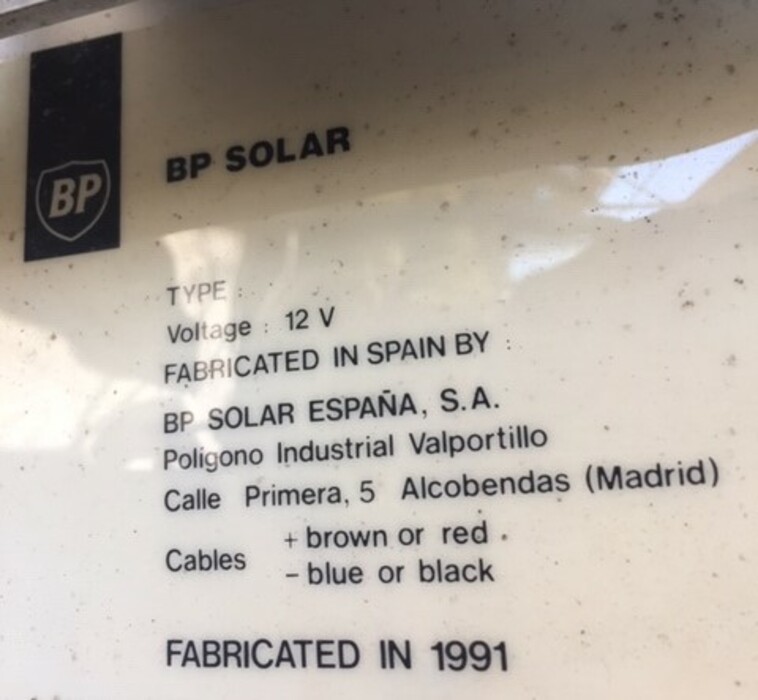 BP
BP SOLAR
TYPE :
Voltage : 12 V
FABRICATED IN SPAIN BY :
BP SOLAR ESPAÑA, S.A.
Polígono Industrial Valportillo
Calle Primera, 5 Alcobendas (Madrid)
Cables + brown or red .
– blue or black
FABRICATED IN 1991